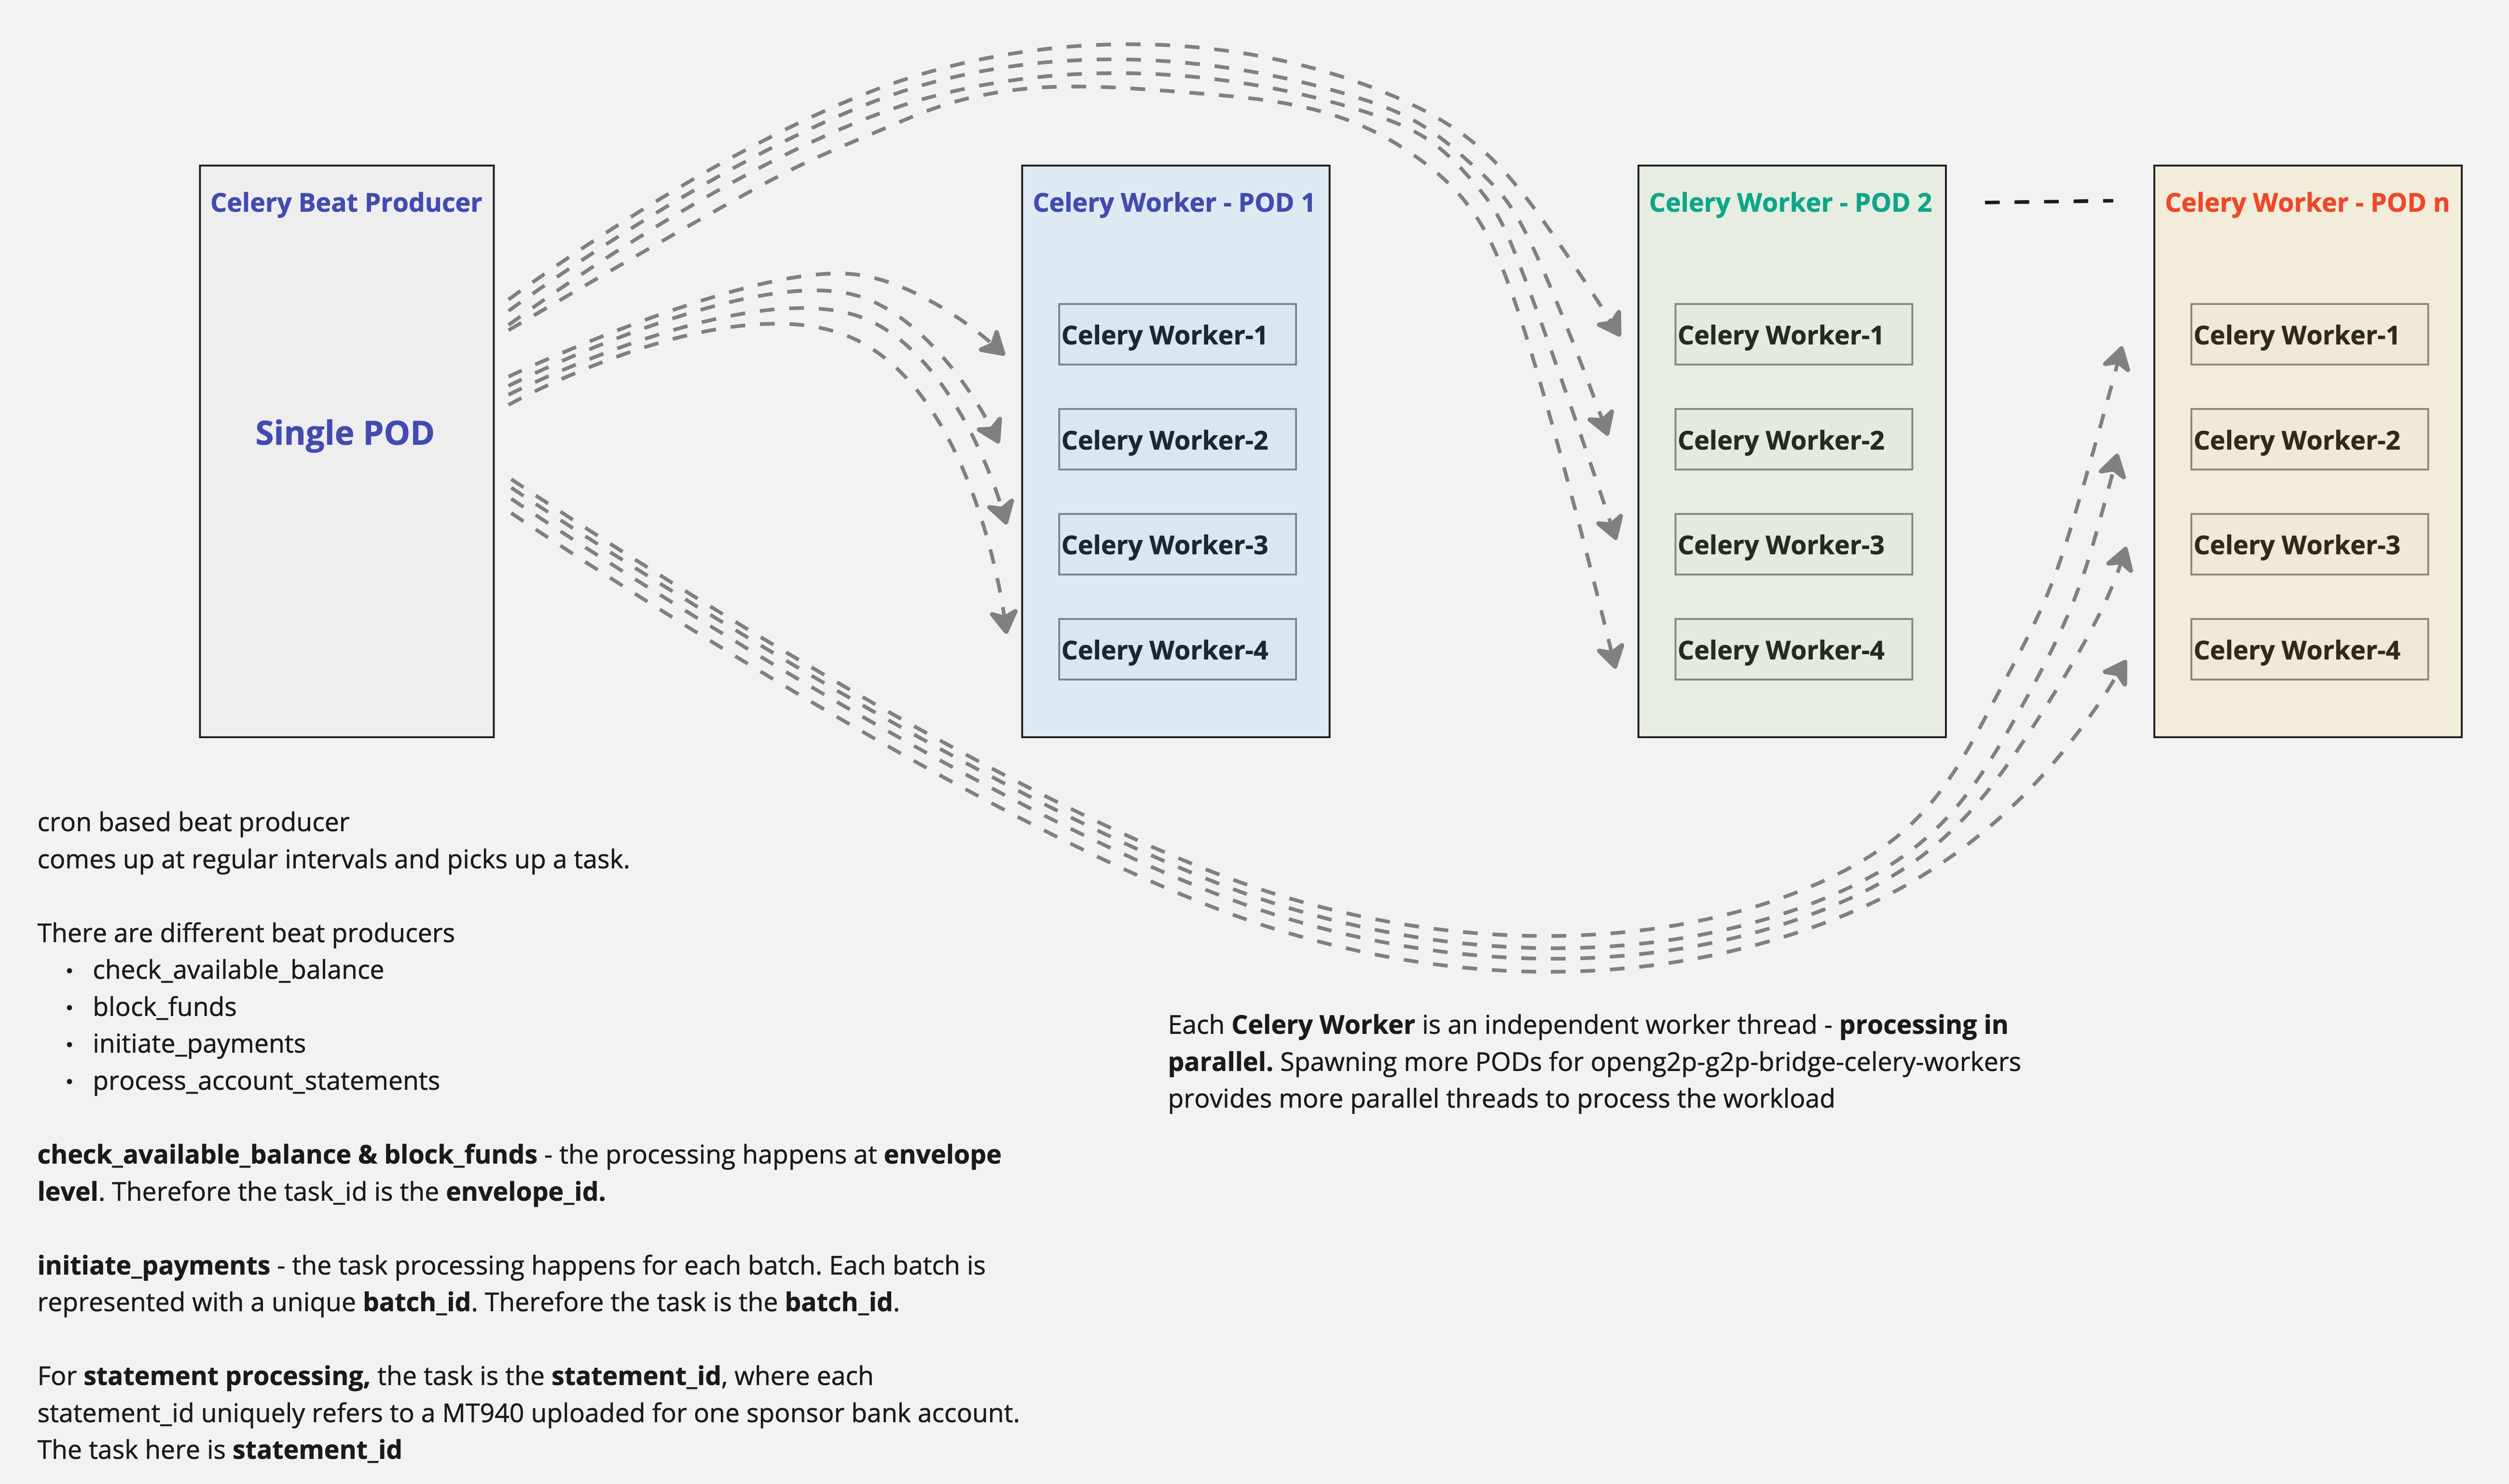 Celery Beat Producer
Single POD
Celery Worker - POD 1
Celery Worker-1
Celery Worker-2
Celery Worker-3
Celery Worker-4
Celery Worker - POD 2
Celery Worker-1
Celery Worker-2
Celery Worker-3
Celery Worker-4
Celery Worker - POD n
Celery Worker-1
Celery Worker-2
Celery Worker-3
Celery Worker-4
cron based beat producer
comes up at regular intervals and picks up a task.
There are different beat producers
• check_available_balance
• block_funds
• initiate_payments
• process_account_statements
check_available_balance & block_funds - the processing happens at envelope
level. Therefore the task_id is the envelope_id.
initiate_payments - the task processing happens for each batch. Each batch is
represented with a unique batch_id. Therefore the task is the batch_id.
For statement processing, the task is the statement_id, where each
statement_id uniquely refers to a MT940 uploaded for one sponsor bank account.
The task here is statement_id
Each Celery Worker is an independent worker thread - processing in
parallel. Spawning more PODs for openg2p-g2p-bridge-celery-workers
provides more parallel threads to process the workload